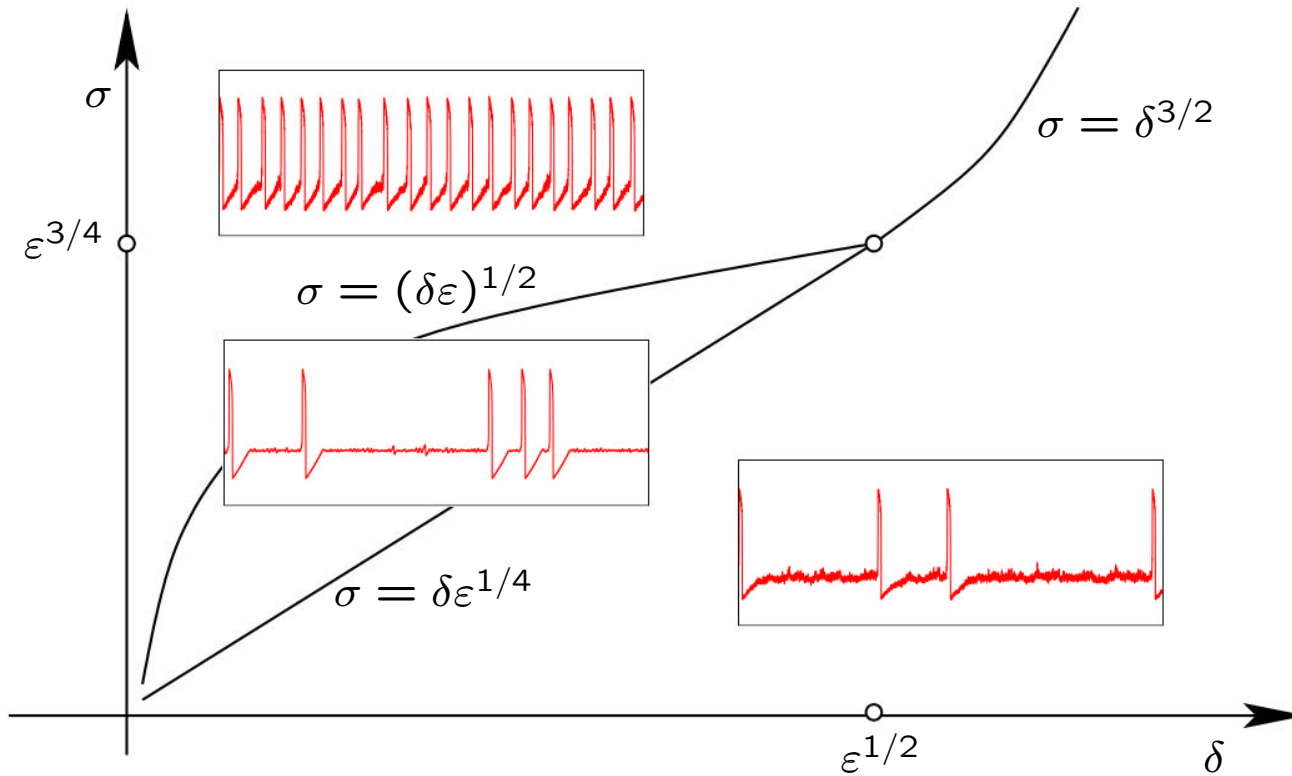 σ
σ = δ^{3/2}
ε^{3/4}
σ = (δε)^{1/2}
σ = δε^{1/4}
ε^{1/2}
δ